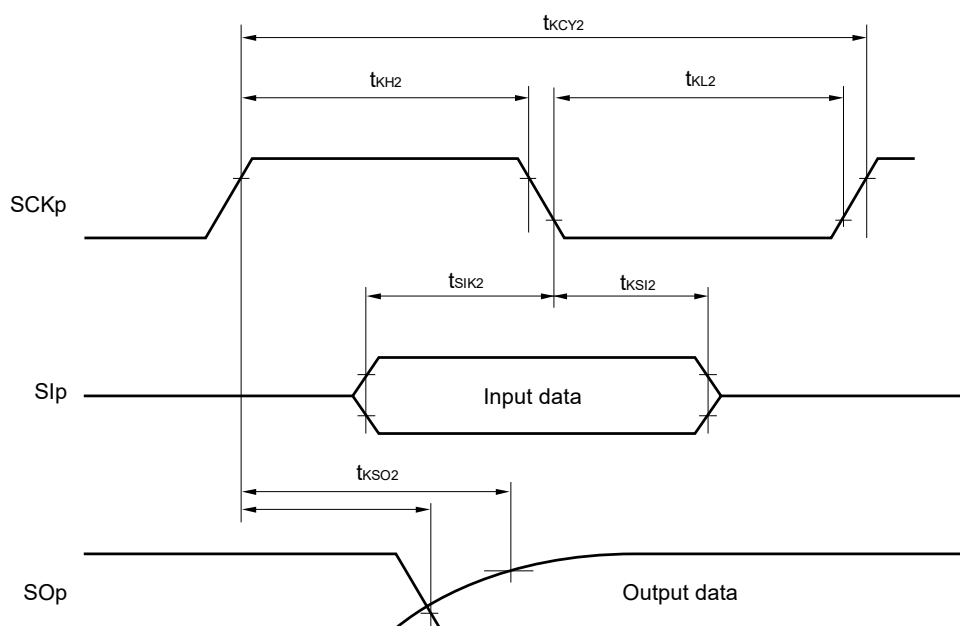 tKCY2
tKH2
tKL2
SCKp
tSIK2
tKSI2
SIp
Input data
tKSO2
SOp
Output data